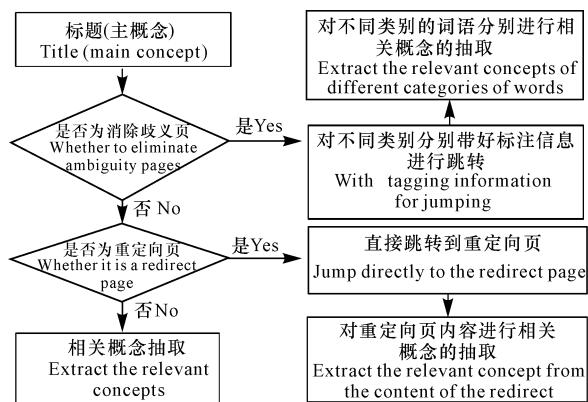 标题(主概念)
Title (main concept)
是否为消除歧义页
Whether to eliminate
ambiguity pages
是Yes
对不同类别的词语分别进行相
关概念的抽取
Extract the relevant concepts of
different categories of words
对不同类别分别带好标注信息
进行跳转
With tagging information
for jumping
否 No
是否为重定向页
Whether it is a redirect
page
是Yes
直接跳转到重定向页
Jump directly to the redirect page
否No
相关概念抽取
Extract the relevant
concepts
对重定向页内容进行相关
概念的抽取
Extract the relevant concept from
the content of the redirect